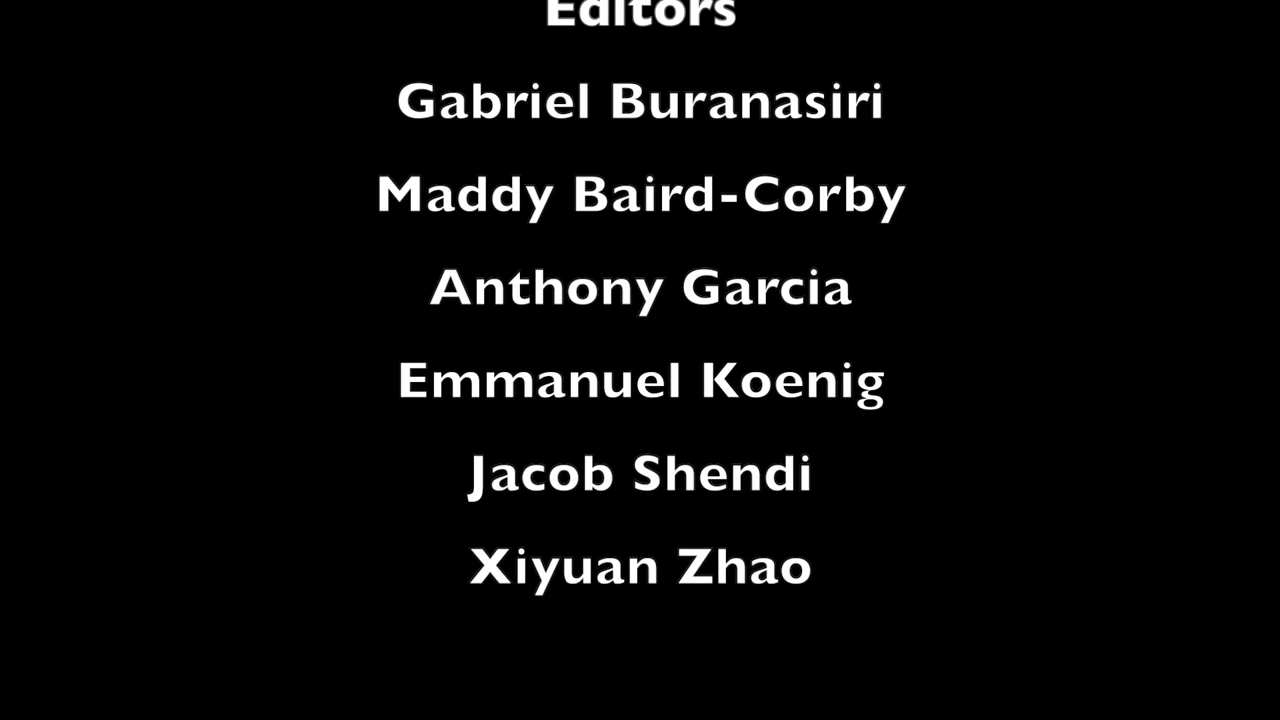 Editors
Gabriel Buranasiri
Maddy Baird-Corby
Anthony Garcia
Emmanuel Koenig
Jacob Shendi
Xiyuan Zhao